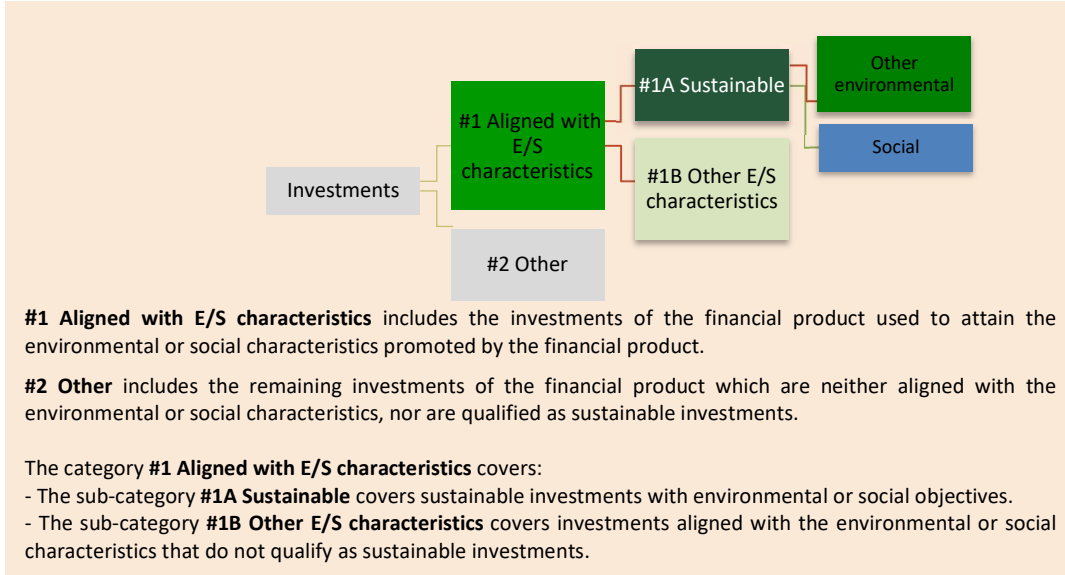 Other
environmental
#1A Sustainable
#1 Aligned with
E/S
characteristics
Social
#1B Other E/S
characteristics
Investments
#2 Other
#1 Aligned with E/S characteristics includes the investments of the financial product used to attain the
environmental or social characteristics promoted by the financial product.
#2 Other includes the remaining investments of the financial product which are neither aligned with the
environmental or social characteristics, nor are qualified as sustainable investments.
The category #1 Aligned with E/S characteristics covers:
- The sub-category #1A Sustainable covers sustainable investments with environmental or social objectives.
- The sub-category #1B Other E/S characteristics covers investments aligned with the environmental or social
characteristics that do not qualify as sustainable investments.